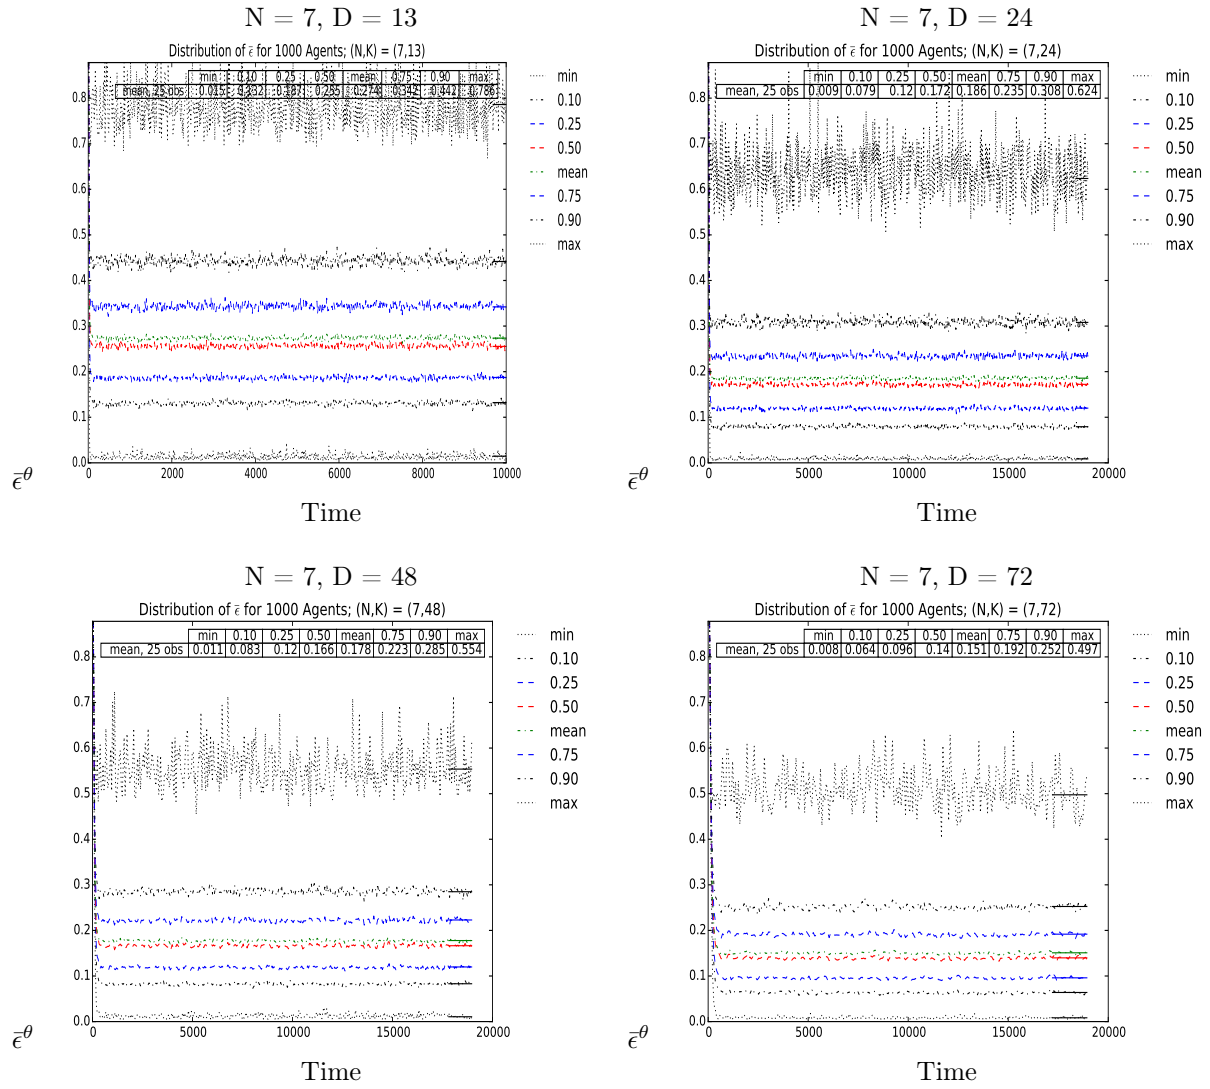 N = 7, D = 13
Distribution of ε̄ for 1000 Agents; (N,K) = (7,13)
min 0.10 0.25 0.50 mean 0.75 0.90 max
mean, 25 obs 0.015 0.132 0.187 0.255 0.274 0.342 0.442 0.786
0.8
0.7
0.6
0.5
0.4
0.3
0.2
0.1
0.0
0 2000 4000 6000 8000 10000
min
0.10
0.25
0.50
mean
0.75
0.90
max
ε̄^θ
Time
N = 7, D = 24
Distribution of ε̄ for 1000 Agents; (N,K) = (7,24)
min 0.10 0.25 0.50 mean 0.75 0.90 max
mean, 25 obs 0.009 0.079 0.12 0.172 0.186 0.235 0.308 0.624
0.8
0.7
0.6
0.5
0.4
0.3
0.2
0.1
0.0
0 5000 10000 15000 20000
min
0.10
0.25
0.50
mean
0.75
0.90
max
ε̄^θ
Time
N = 7, D = 48
Distribution of ε̄ for 1000 Agents; (N,K) = (7,48)
min 0.10 0.25 0.50 mean 0.75 0.90 max
mean, 25 obs 0.011 0.083 0.12 0.166 0.178 0.223 0.285 0.554
0.8
0.7
0.6
0.5
0.4
0.3
0.2
0.1
0.0
0 5000 10000 15000 20000
min
0.10
0.25
0.50
mean
0.75
0.90
max
ε̄^θ
Time
N = 7, D = 72
Distribution of ε̄ for 1000 Agents; (N,K) = (7,72)
min 0.10 0.25 0.50 mean 0.75 0.90 max
mean, 25 obs 0.008 0.064 0.096 0.14 0.151 0.192 0.252 0.497
0.8
0.7
0.6
0.5
0.4
0.3
0.2
0.1
0.0
0 5000 10000 15000 20000
min
0.10
0.25
0.50
mean
0.75
0.90
max
ε̄^θ
Time